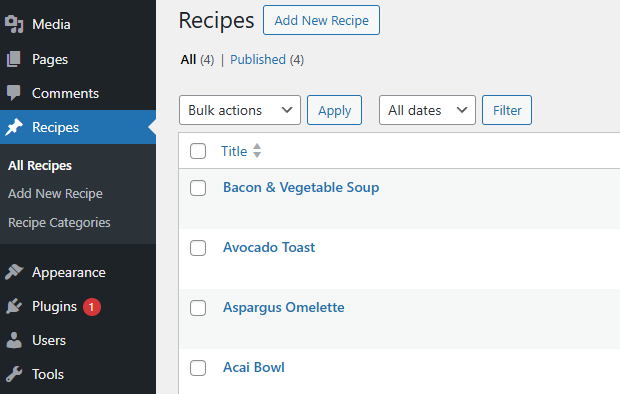 Media
Pages
Comments
Recipes
All Recipes
Add New Recipe
Recipe Categories
Appearance
Plugins 1
Users
Tools
Recipes Add New Recipe
All (4) | Published (4)
Bulk actions Apply All dates Filter
Title
Bacon & Vegetable Soup
Avocado Toast
Aspargus Omelette
Acai Bowl